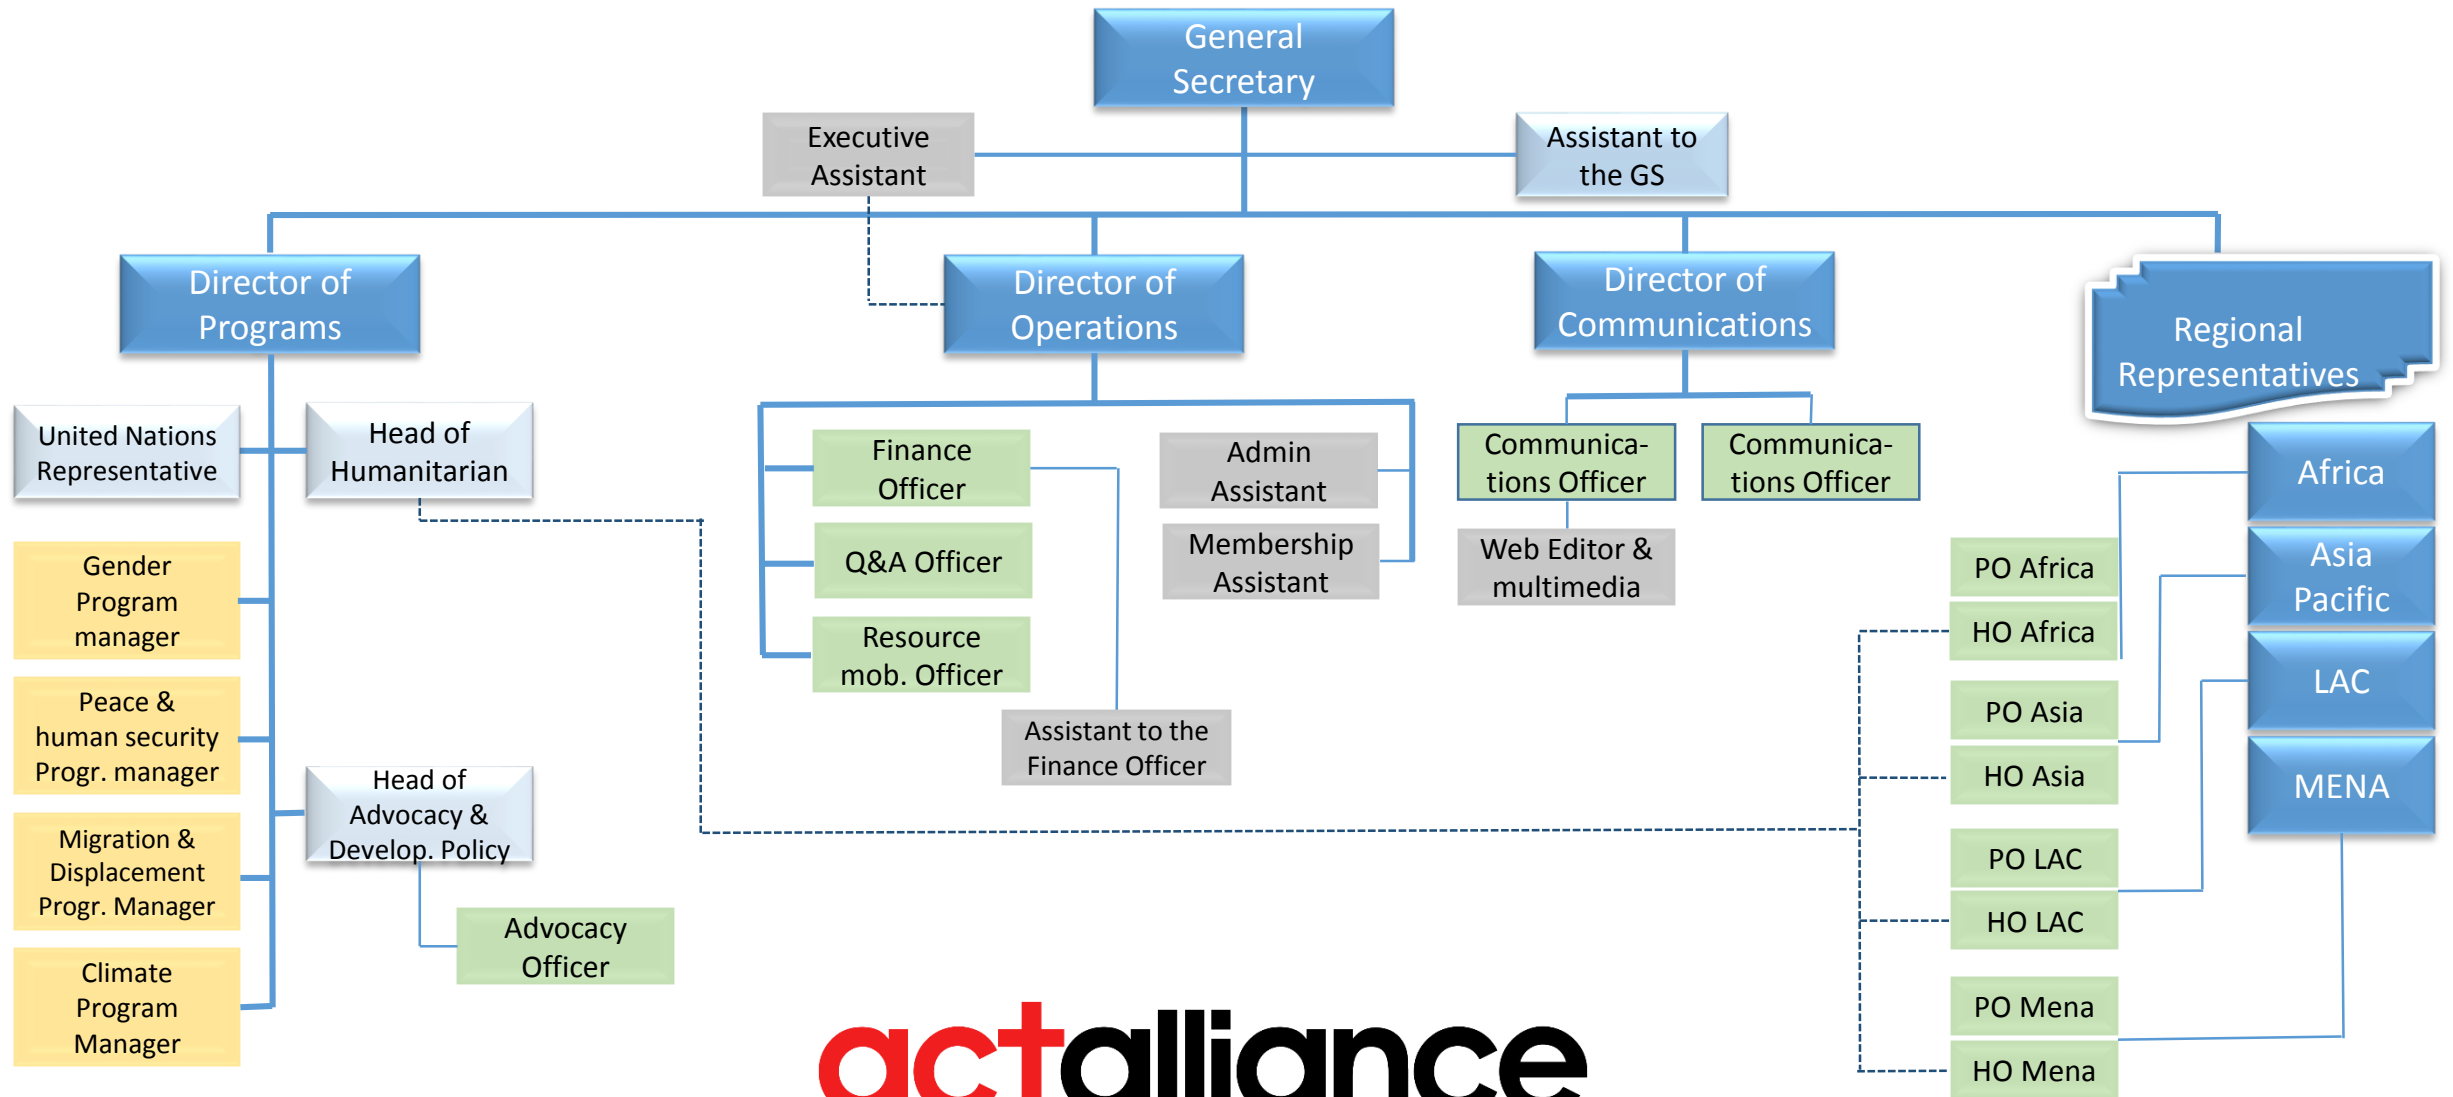 General
Secretary
Executive
Assistant
Assistant to
the GS
Director of
Programs
Director of
Operations
Director of
Communications
Regional
Representatives
United Nations
Representative
Head of
Humanitarian
Gender
Program
manager
Peace &
human security
Progr. manager
Migration &
Displacement
Progr. Manager
Climate
Program
Manager
Head of
Advocacy &
Develop. Policy
Advocacy
Officer
Finance
Officer
Q&A Officer
Resource
mob. Officer
Assistant to the
Finance Officer
Admin
Assistant
Membership
Assistant
Communica-
tions Officer
Communica-
tions Officer
Web Editor &
multimedia
PO Africa
HO Africa
PO Asia
HO Asia
PO LAC
HO LAC
PO Mena
HO Mena
Africa
Asia
Pacific
LAC
MENA
actalliance